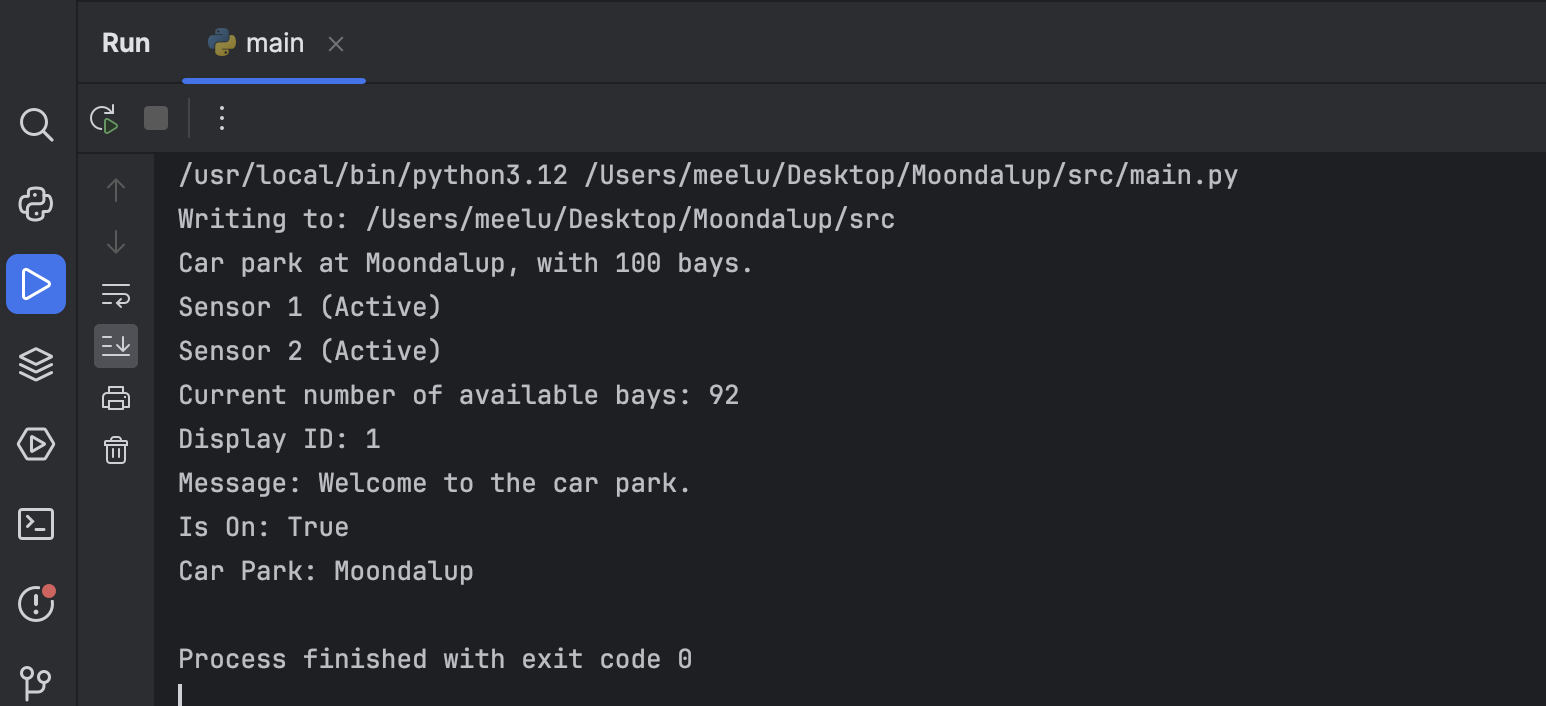 Run main
/usr/local/bin/python3.12 /Users/meelu/Desktop/Moondalup/src/main.py
Writing to: /Users/meelu/Desktop/Moondalup/src
Car park at Moondalup, with 100 bays.
Sensor 1 (Active)
Sensor 2 (Active)
Current number of available bays: 92
Display ID: 1
Message: Welcome to the car park.
Is On: True
Car Park: Moondalup
Process finished with exit code 0